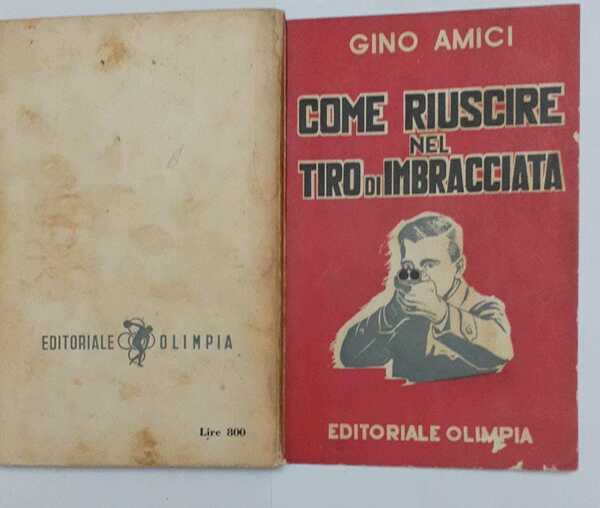 EDITORIALE OLIMPIA
Lire 800
GINO AMICI
COME RIUSCIRE
NEL
TIRO DI IMBRACCIATA
EDITORIALE OLIMPIA